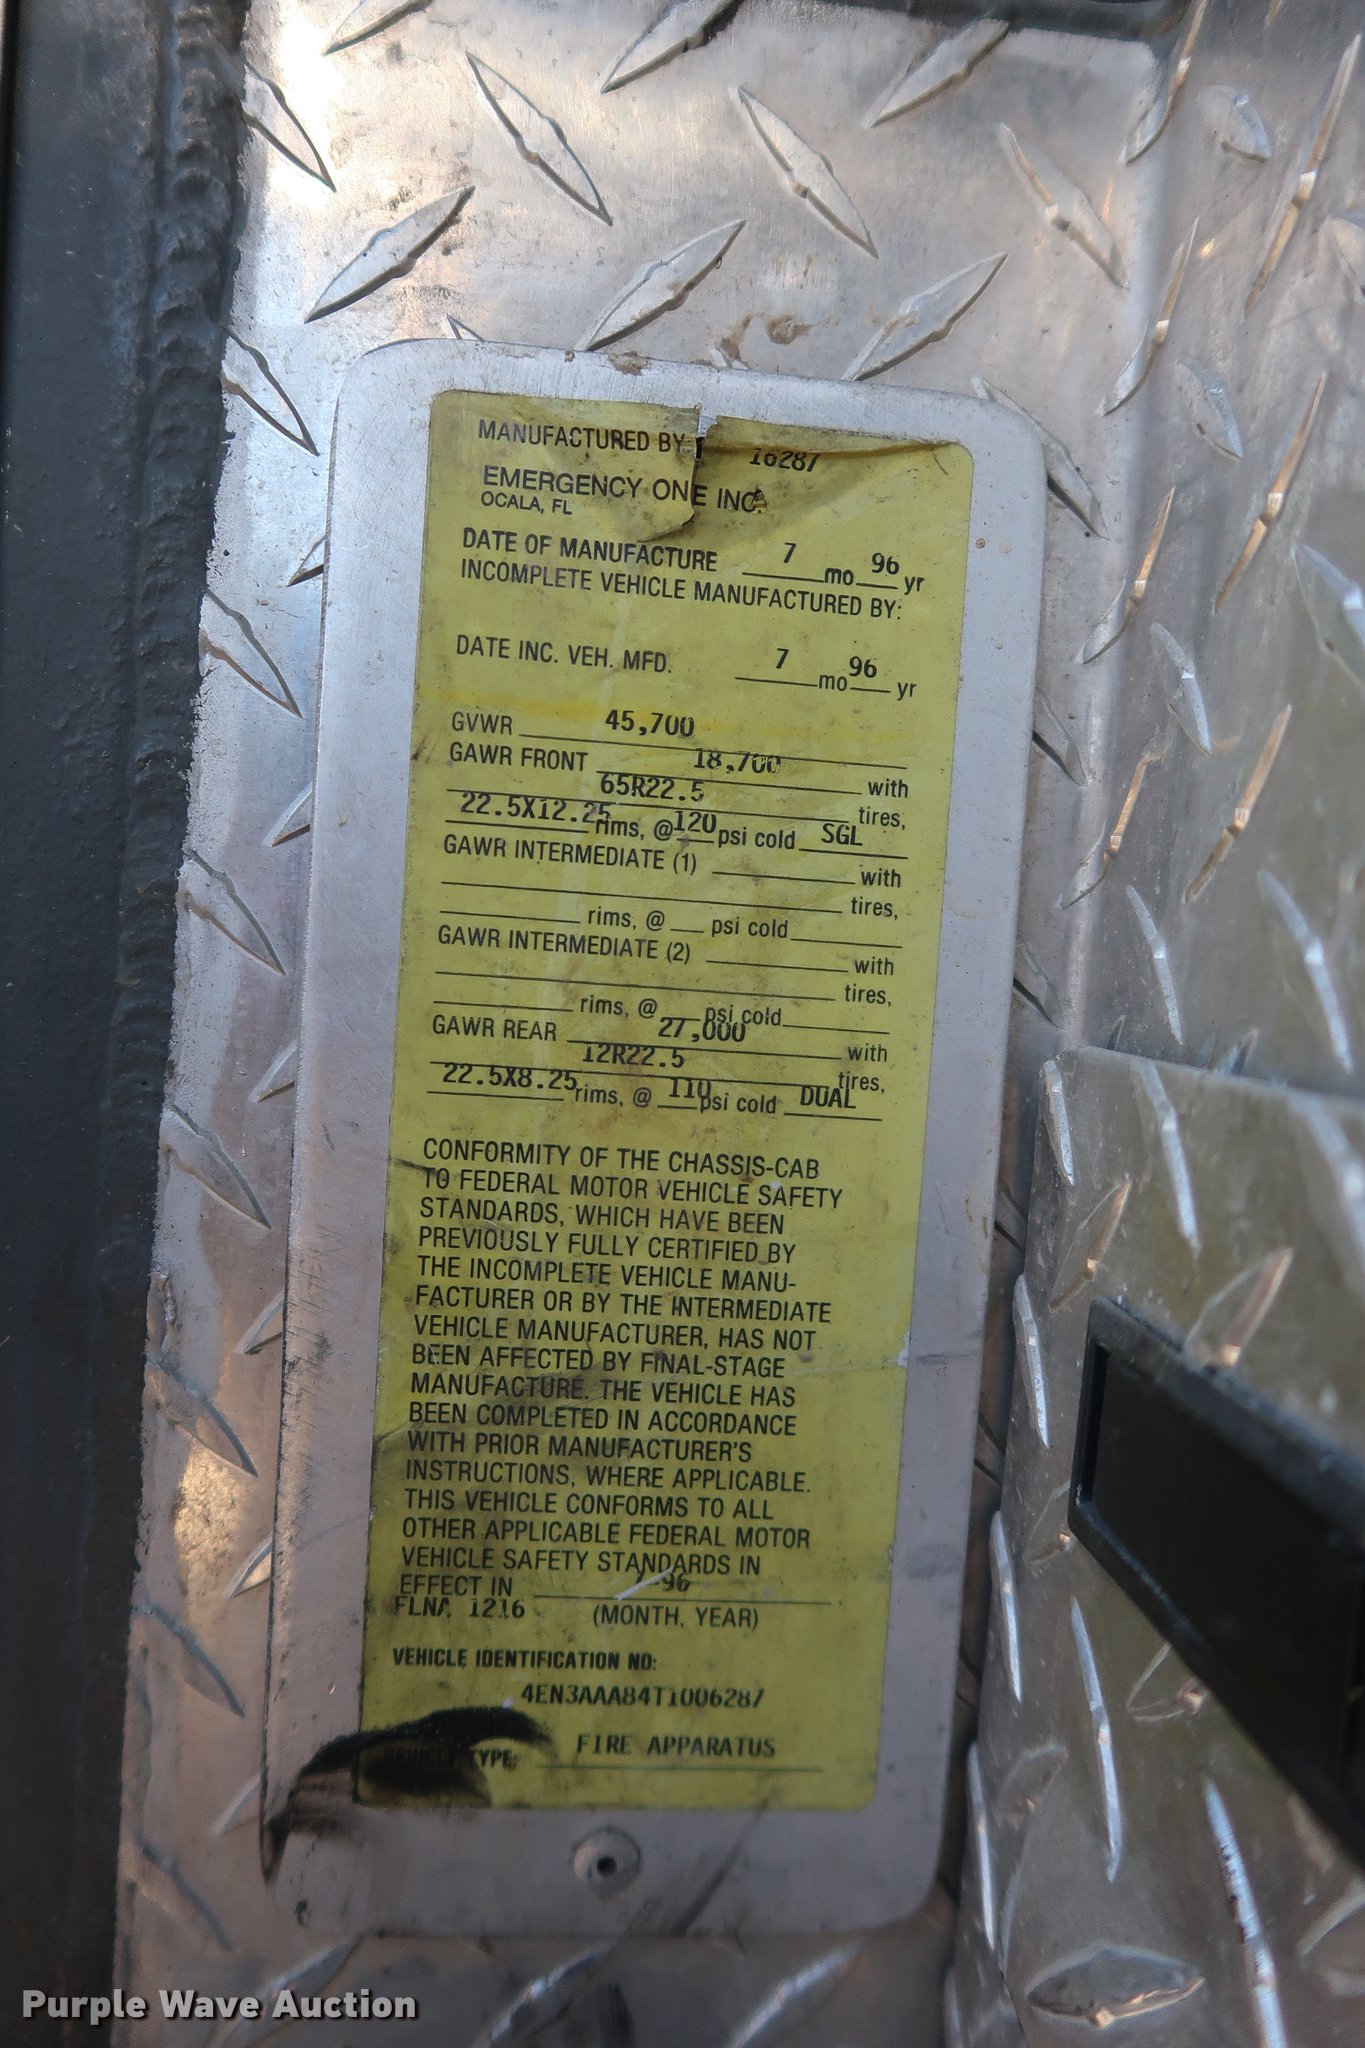 MANUFACTURED BY: 16287
EMERGENCY ONE INC.
OCALA, FL
DATE OF MANUFACTURE 7 mo 96 yr
INCOMPLETE VEHICLE MANUFACTURED BY:
DATE INC. VEH. MFD. 7 mo 96 yr
GVWR 45,700
GAWR FRONT 18,700 with
65R22.5 tires,
22.5X12.25 rims, @ 120 psi cold SGL
GAWR INTERMEDIATE (1) with
tires,
rims, @ psi cold
GAWR INTERMEDIATE (2) with
tires,
rims, @ psi cold
GAWR REAR 27,000 with
12R22.5 tires,
22.5X8.25 rims, @ 110 psi cold DUAL
CONFORMITY OF THE CHASSIS-CAB
TO FEDERAL MOTOR VEHICLE SAFETY
STANDARDS, WHICH HAVE BEEN
PREVIOUSLY FULLY CERTIFIED BY
THE INCOMPLETE VEHICLE MANU-
FACTURER OR BY THE INTERMEDIATE
VEHICLE MANUFACTURER, HAS NOT
BEEN AFFECTED BY FINAL-STAGE
MANUFACTURE. THE VEHICLE HAS
BEEN COMPLETED IN ACCORDANCE
WITH PRIOR MANUFACTURER'S
INSTRUCTIONS, WHERE APPLICABLE.
THIS VEHICLE CONFORMS TO ALL
OTHER APPLICABLE FEDERAL MOTOR
VEHICLE SAFETY STANDARDS IN
EFFECT IN 7-96
FLNA 1216 (MONTH, YEAR)
VEHICLE IDENTIFICATION NO:
4EN3AAA84T1006287
VEHICLE TYPE: FIRE APPARATUS
Purple Wave Auction